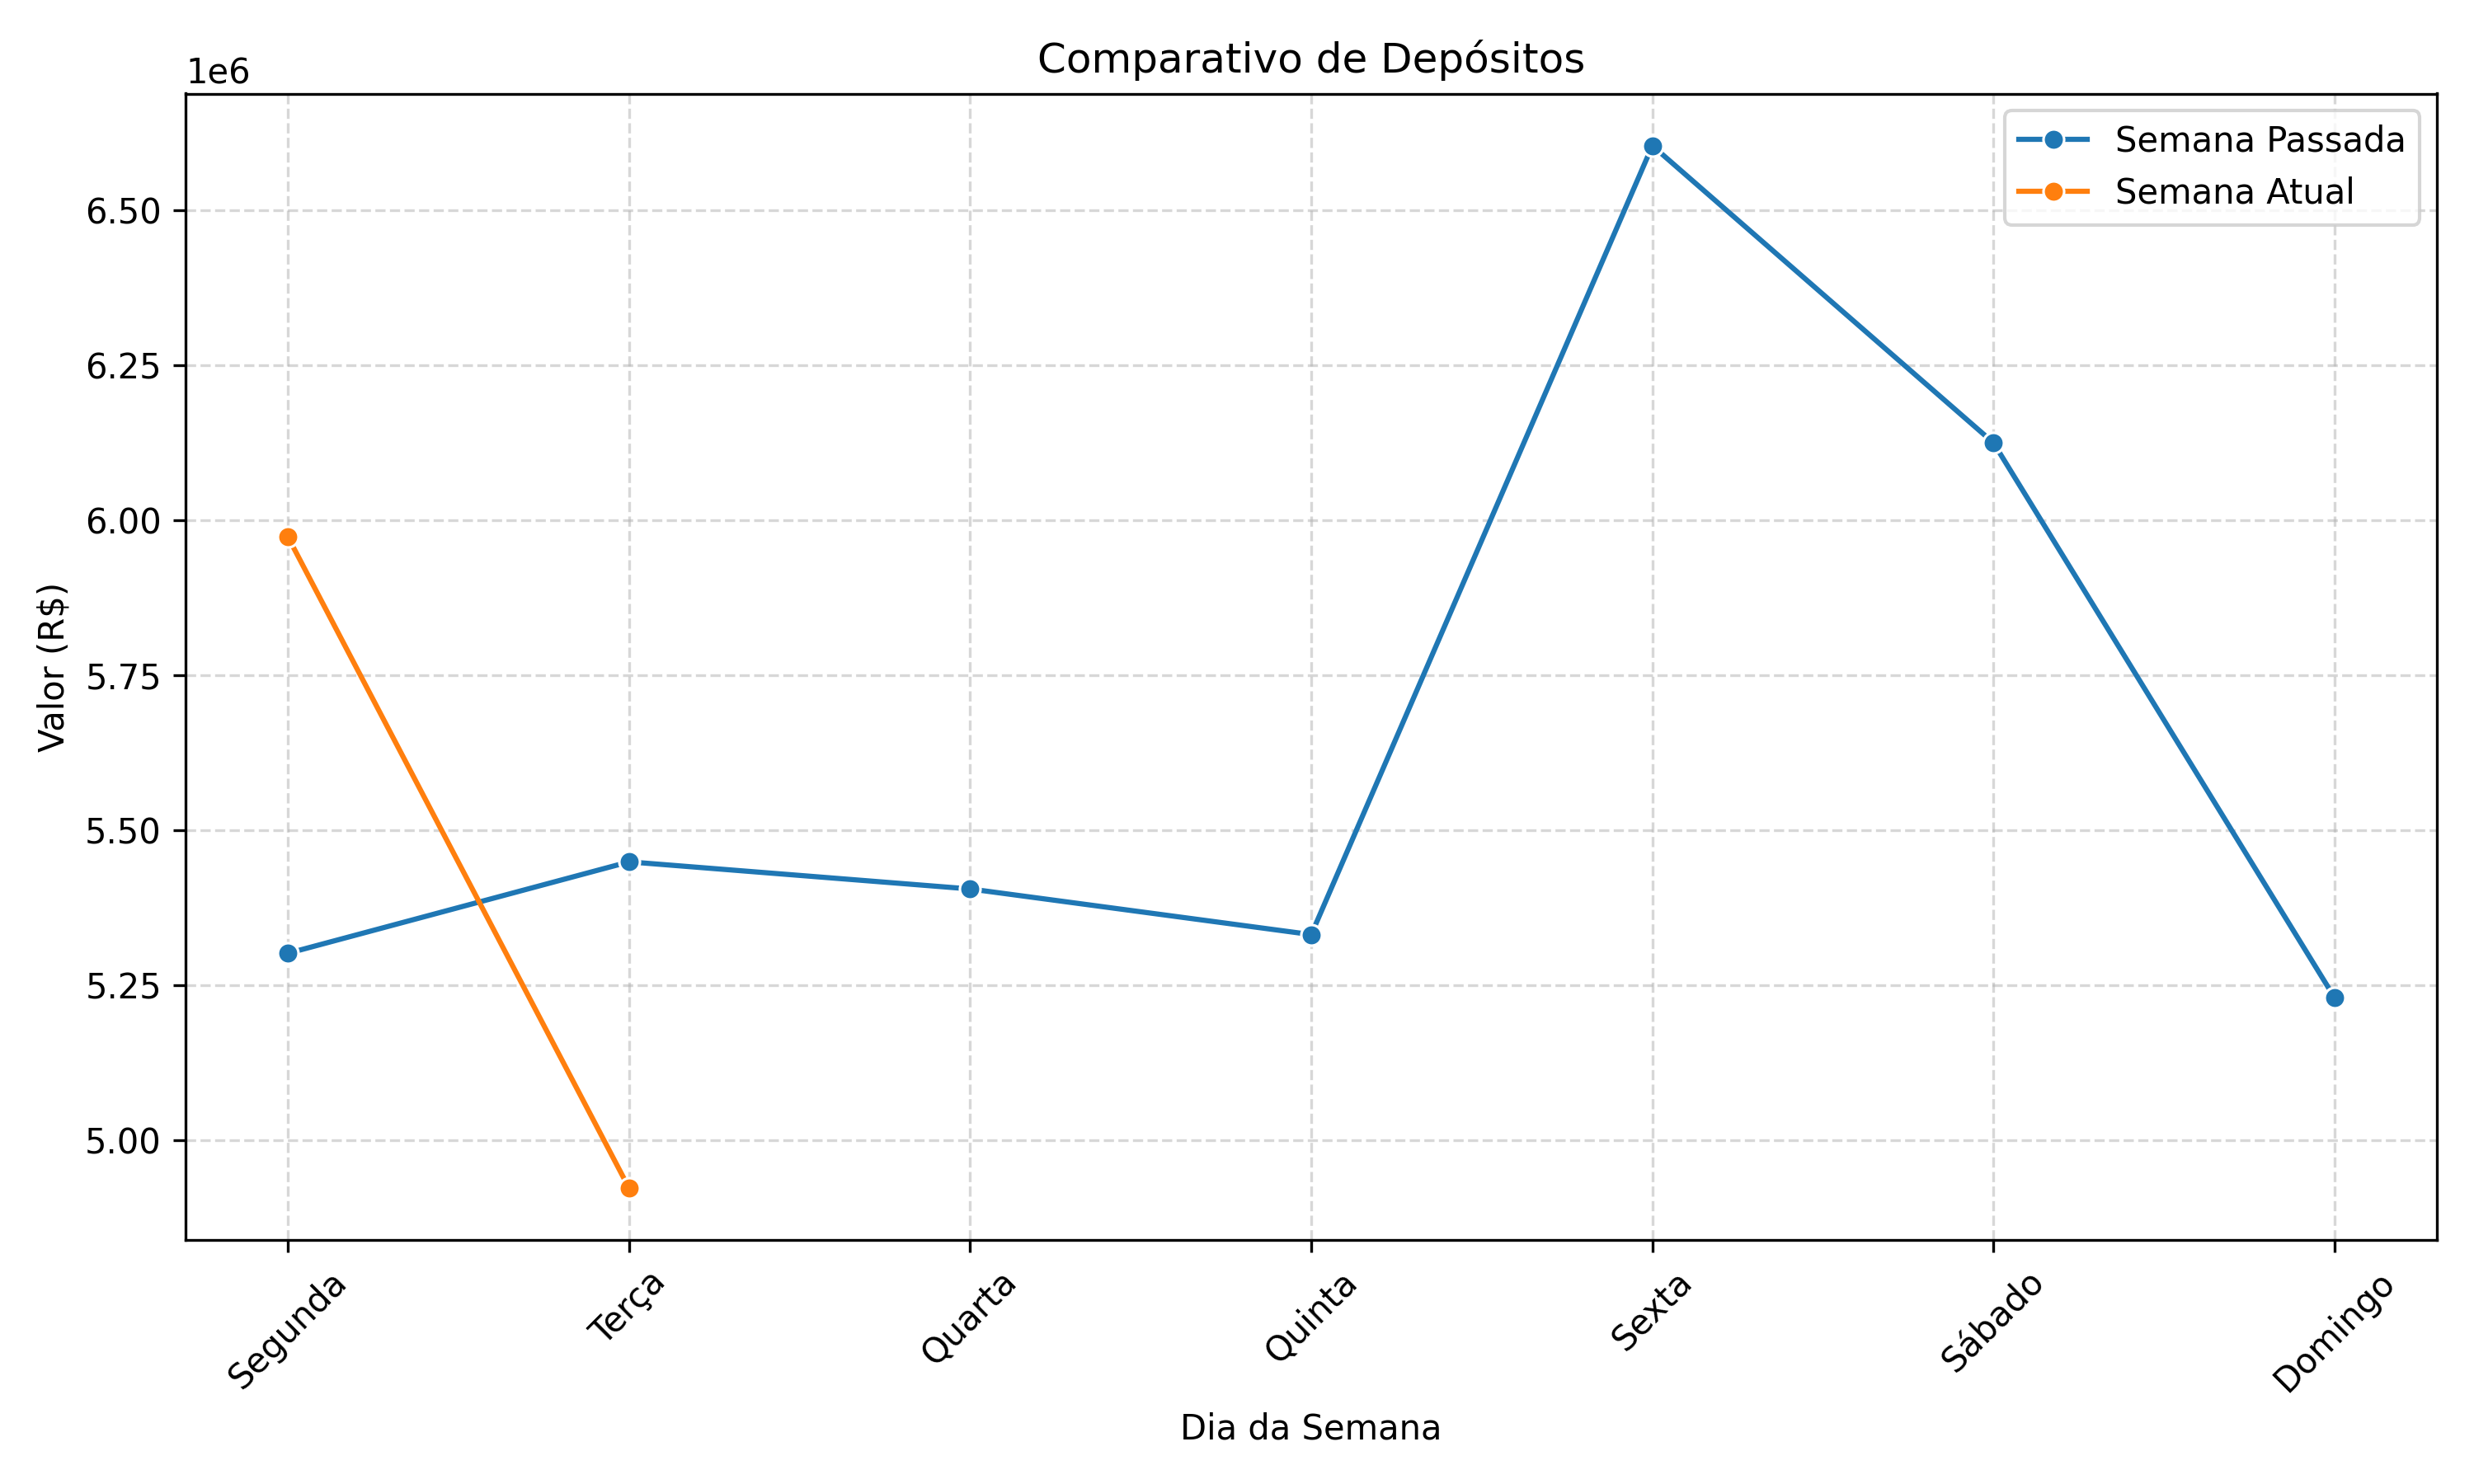 Comparativo de Depósitos
1e6
Semana Passada
Semana Atual
6.50
6.25
6.00
5.75
5.50
5.25
5.00
Valor (R$)
Segunda
Terça
Quarta
Quinta
Sexta
Sábado
Domingo
Dia da Semana